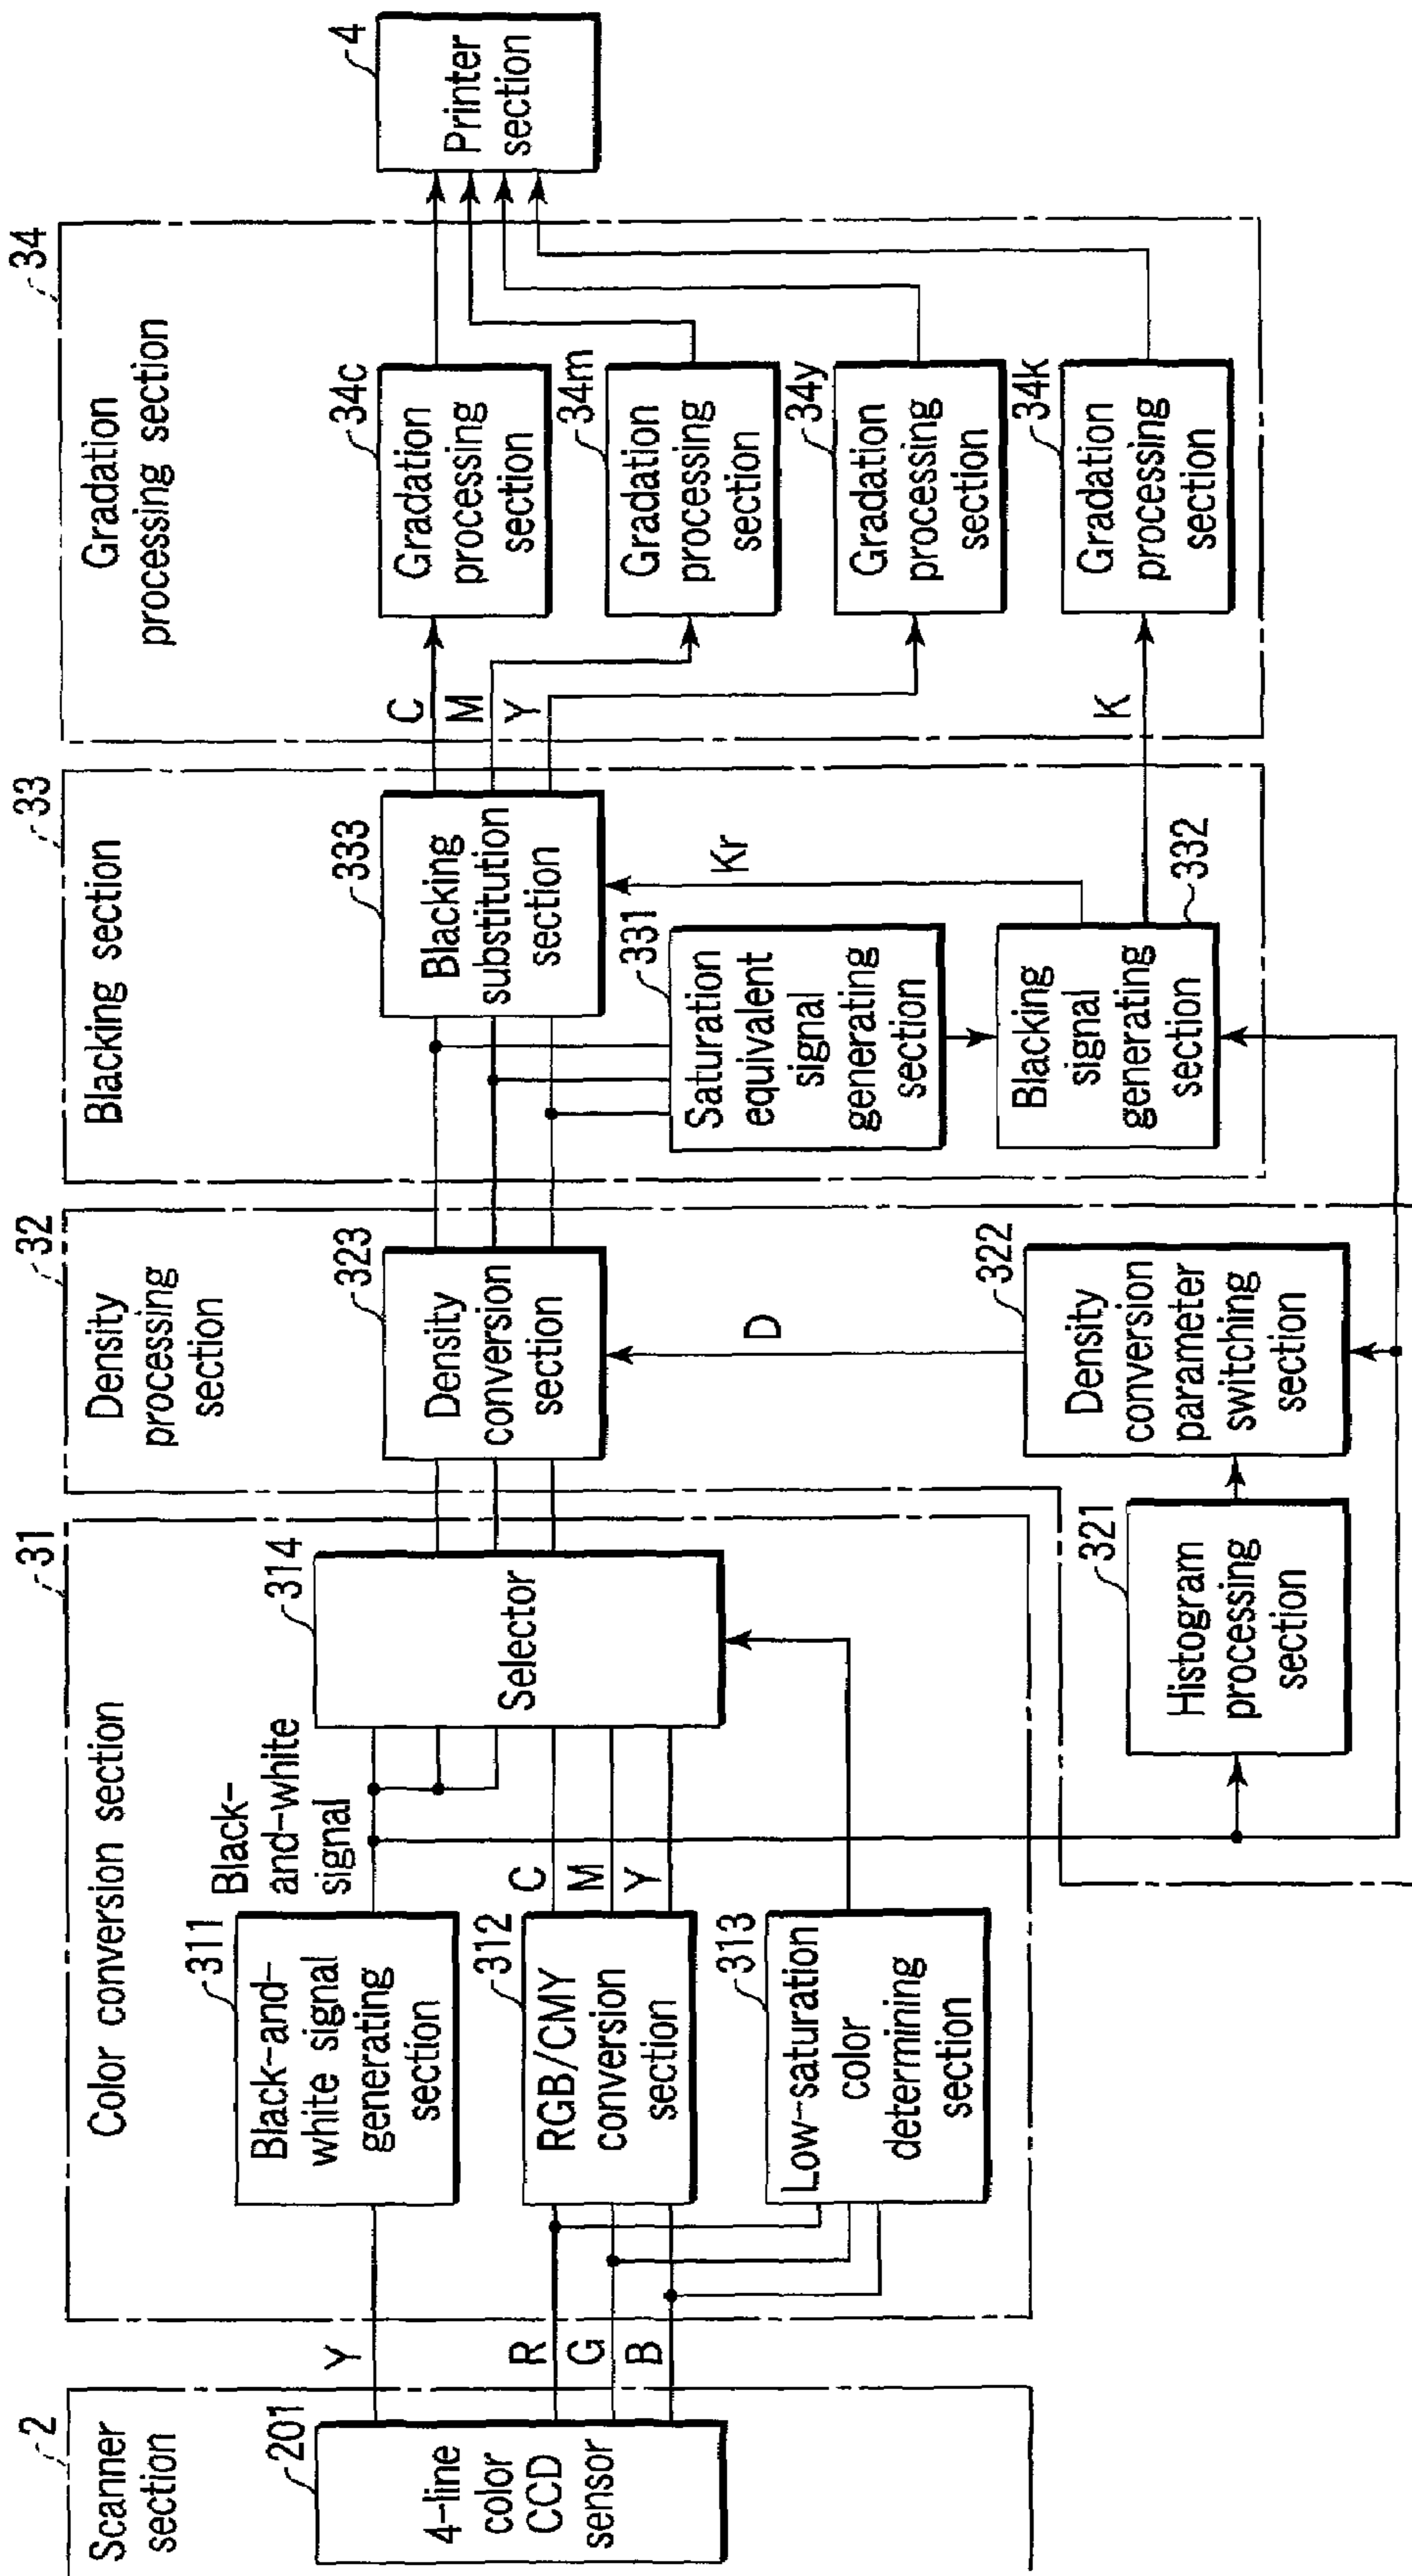 2
Scanner
section
201
4-line
color
CCD
sensor
Y
R
G
B
31
Color conversion section
311
Black-and-
white signal
generating
section
312
RGB/CMY
conversion
section
313
Low-saturation
color
determining
section
Black-
and-white
signal
C
M
Y
314
Selector
32
Density
processing
section
323
Density
conversion
section
D
321
Histogram
processing
section
322
Density
conversion
parameter
switching
section
33
Blacking section
333
Blacking
substitution
section
Kr
331
Saturation
equivalent
signal
generating
section
332
Blacking
signal
generating
section
34
Gradation
processing section
C
M
Y
K
34c
Gradation
processing
section
34m
Gradation
processing
section
34y
Gradation
processing
section
34k
Gradation
processing
section
4
Printer
section